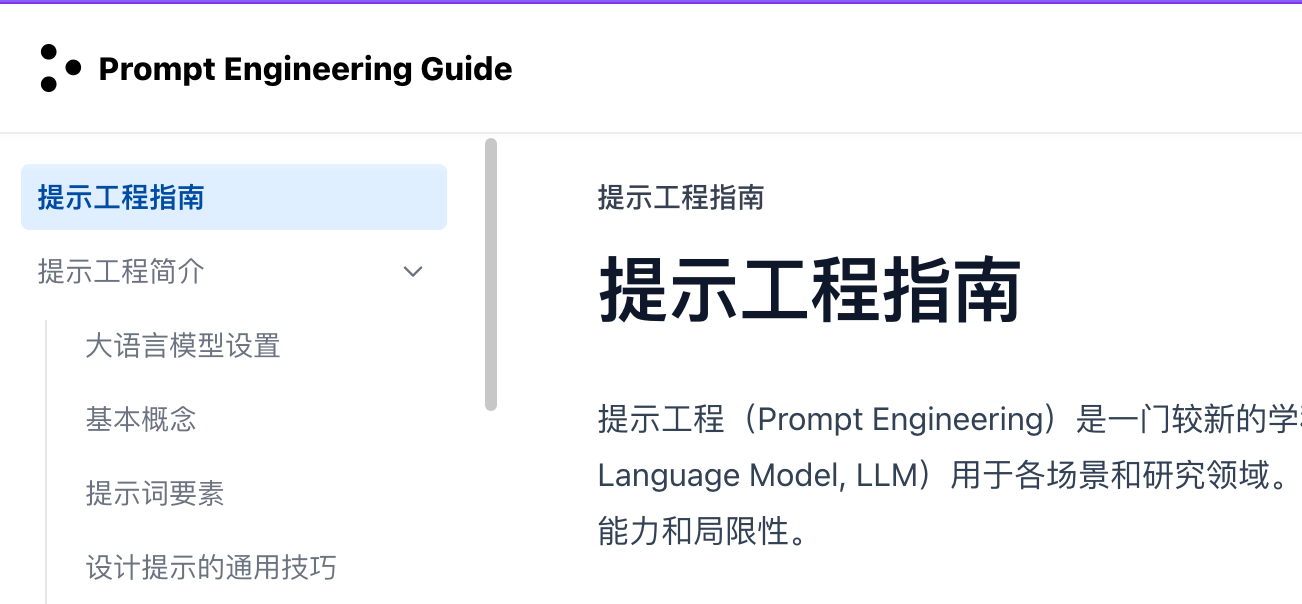 Prompt Engineering Guide
提示工程指南
提示工程简介
大语言模型设置
基本概念
提示词要素
设计提示的通用技巧
提示工程指南
提示工程指南
提示工程（Prompt Engineering）是一门较新的学
Language Model, LLM）用于各场景和研究领域。
能力和局限性。